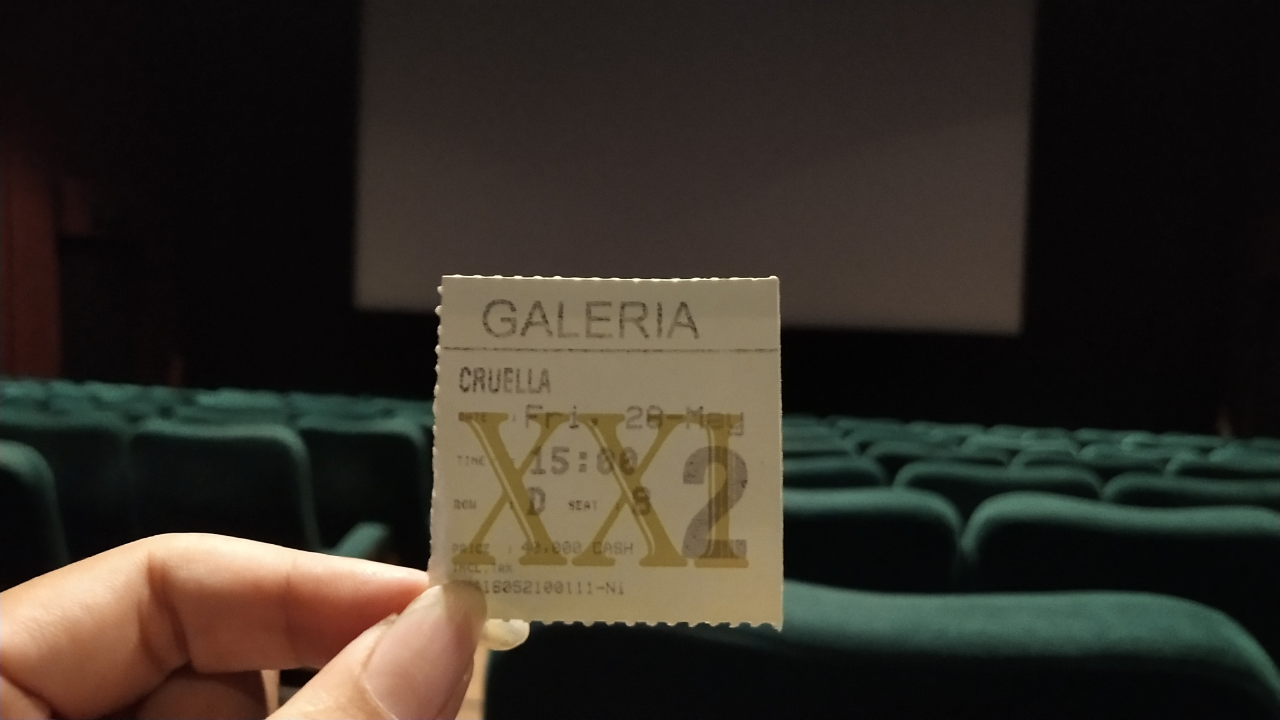 GALERIA
CRUELLA
DATE : Fri, 28-May
TIME : 15:00
ROW : D SEAT : 8
XXI
2
PRICE : 40.000 CASH
INCL.TAX